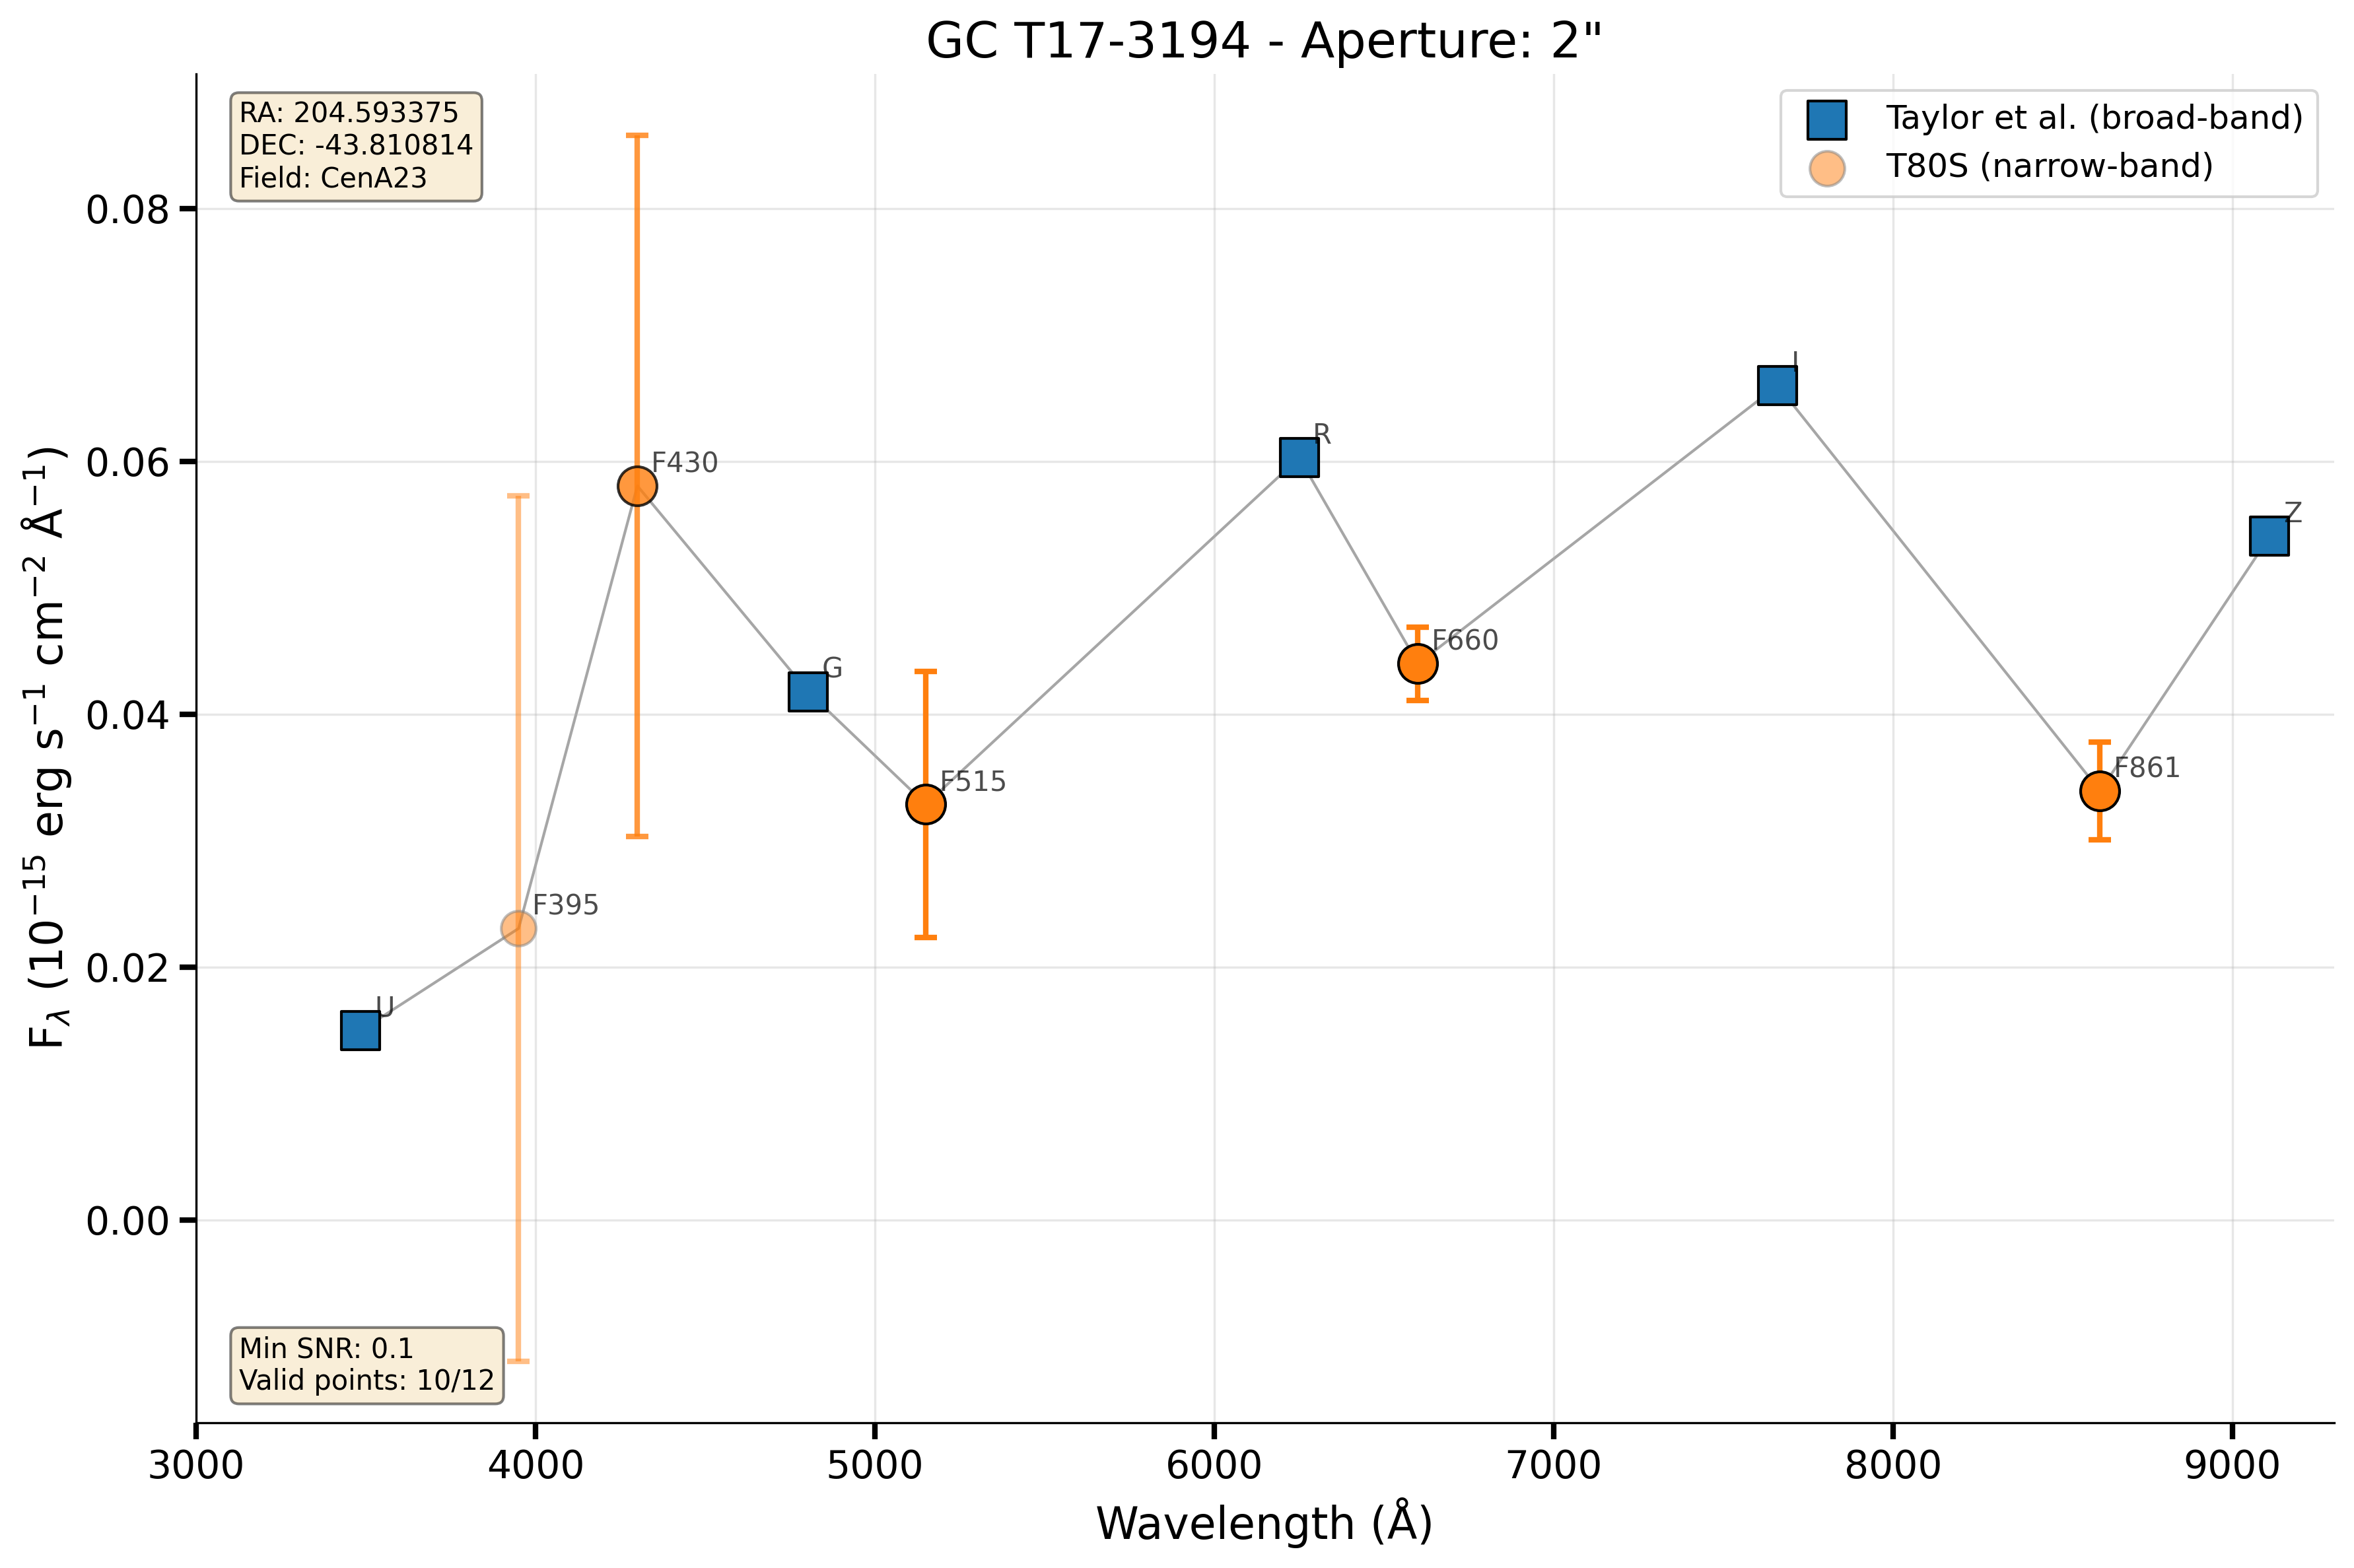 GC T17-3194 - Aperture: 2"
RA: 204.593375
DEC: -43.810814
Field: CenA23
Taylor et al. (broad-band)
T80S (narrow-band)
0.08
0.06
0.04
0.02
0.00
F_λ (10⁻¹⁵ erg s⁻¹ cm⁻² Å⁻¹)
U
F395
F430
G
F515
R
F660
I
F861
Z
Min SNR: 0.1
Valid points: 10/12
3000 4000 5000 6000 7000 8000 9000
Wavelength (Å)